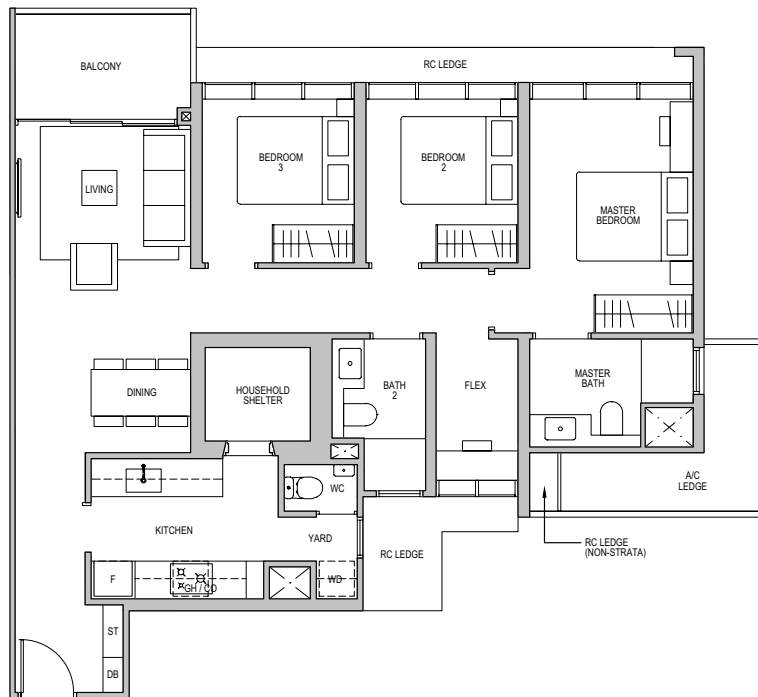 BALCONY
RC LEDGE
BEDROOM
3
BEDROOM
2
LIVING
MASTER
BEDROOM
DINING
HOUSEHOLD
SHELTER
BATH
2
FLEX
MASTER
BATH
A/C
LEDGE
WC
KITCHEN
YARD
RC LEDGE
RC LEDGE
(NON-STRATA)
F
GH / CO
WD
ST
DB